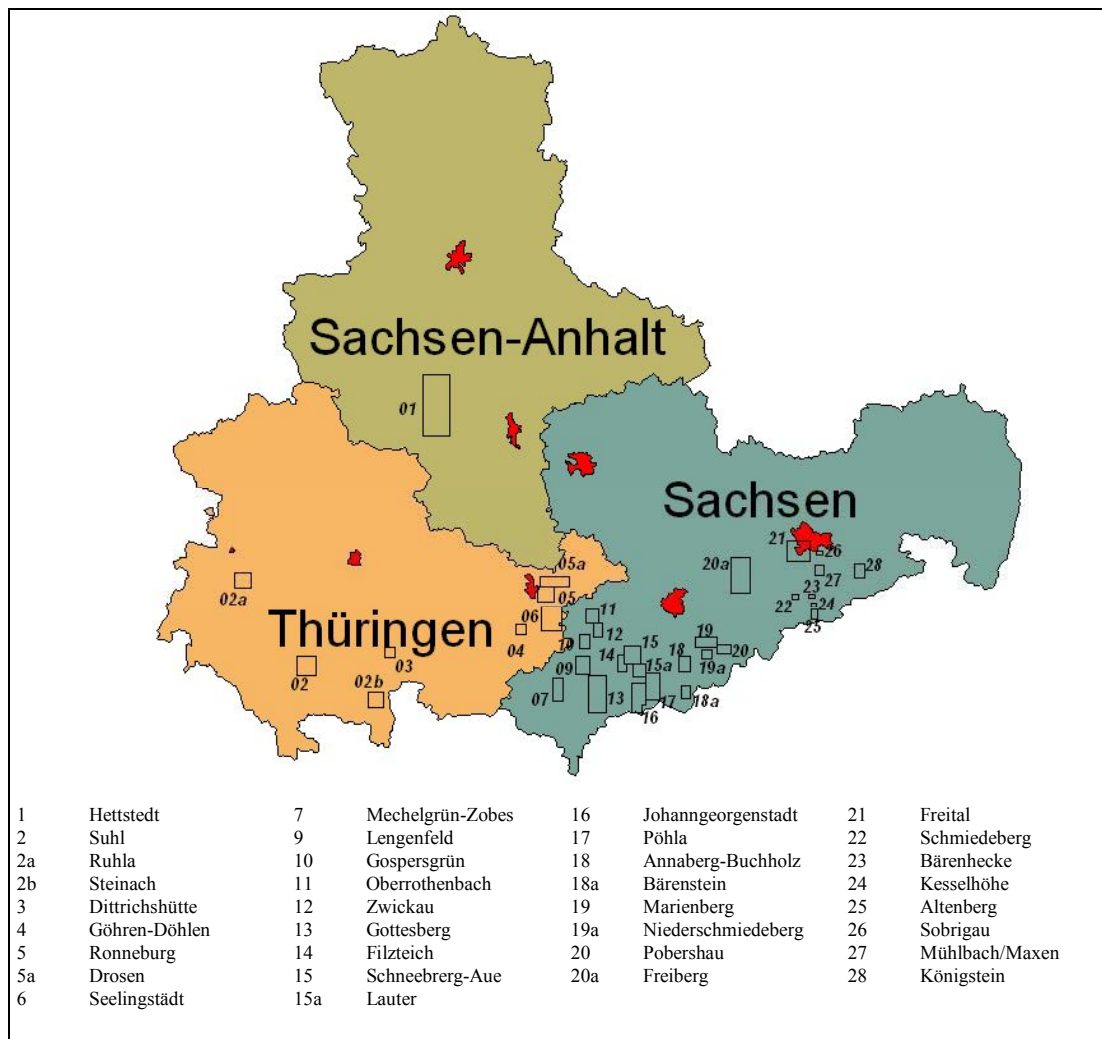 Sachsen-Anhalt
01
Sachsen
21
26
05a
20a
27
28
02a
05
23
22
24
06
11
25
Thüringen
04
10
12
19
03
14
15
18
20
09
15a
19a
02
02b
07
13
17
18a
16
1 Hettstedt 7 Mechelgrün-Zobes 16 Johanngeorgenstadt 21 Freital
2 Suhl 9 Lengenfeld 17 Pöhla 22 Schmiedeberg
2a Ruhla 10 Gospersgrün 18 Annaberg-Buchholz 23 Bärenhecke
2b Steinach 11 Oberrothenbach 18a Bärenstein 24 Kesselhöhe
3 Dittrichshütte 12 Zwickau 19 Marienberg 25 Altenberg
4 Göhren-Döhlen 13 Gottesberg 19a Niederschmiedeberg 26 Sobrigau
5 Ronneburg 14 Filzteich 20 Pobershau 27 Mühlbach/Maxen
5a Drosen 15 Schneebrerg-Aue 20a Freiberg 28 Königstein
6 Seelingstädt 15a Lauter